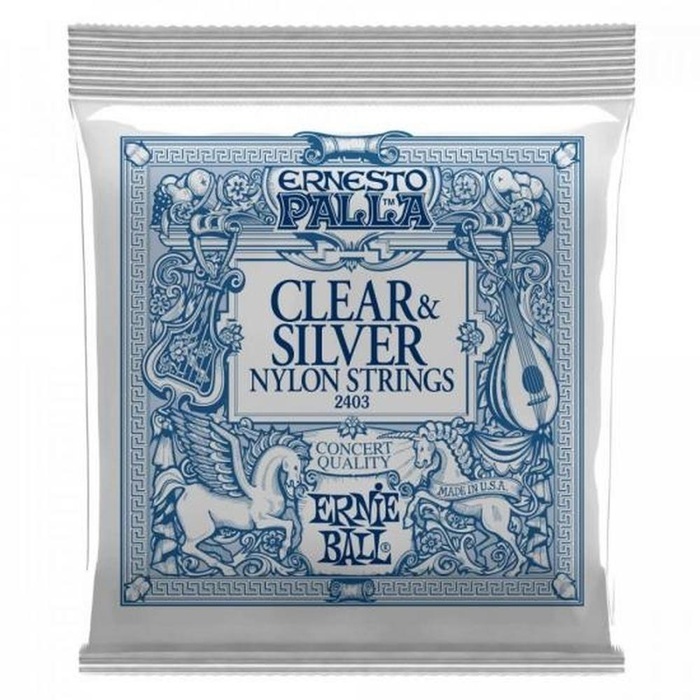 ERNESTO
PALLA™
CLEAR &
SILVER
NYLON STRINGS
2403
CONCERT
QUALITY
MADE IN U.S.A.
ERNIE
BALL®